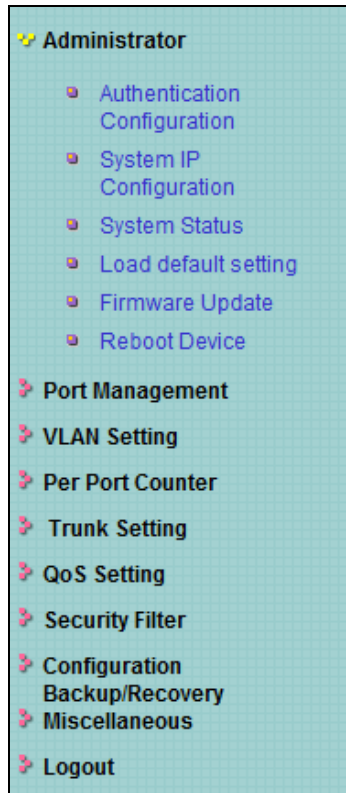 Administrator
Authentication
Configuration
System IP
Configuration
System Status
Load default setting
Firmware Update
Reboot Device
Port Management
VLAN Setting
Per Port Counter
Trunk Setting
QoS Setting
Security Filter
Configuration
Backup/Recovery
Miscellaneous
Logout